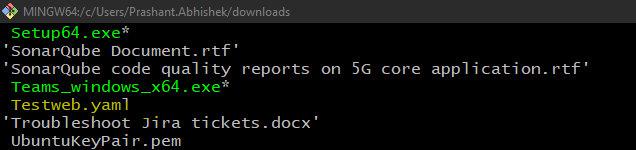 MINGW64:/c/Users/Prashant.Abhishek/downloads
Setup64.exe*
'SonarQube Document.rtf'
'SonarQube code quality reports on 5G core application.rtf'
Teams_windows_x64.exe*
Testweb.yaml
'Troubleshoot Jira tickets.docx'
UbuntuKeyPair.pem